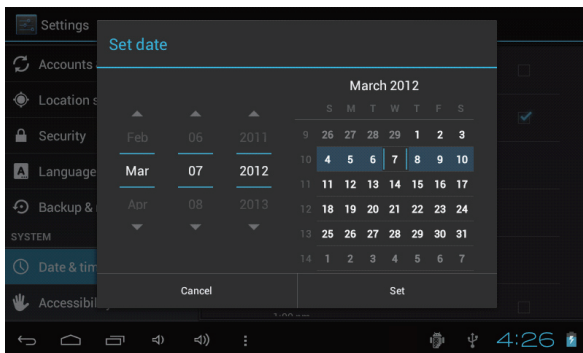 Settings
Set date
Accounts
Location s
Security
Language
Backup &
SYSTEM
Date & tim
Accessibil
Feb 06 2011
Mar 07 2012
Apr 08 2013
March 2012
S M T W T F S
9 26 27 28 29 1 2 3
10 4 5 6 7 8 9 10
11 11 12 13 14 15 16 17
12 18 19 20 21 22 23 24
13 25 26 27 28 29 30 31
14 1 2 3 4 5 6 7
Cancel Set
4:26